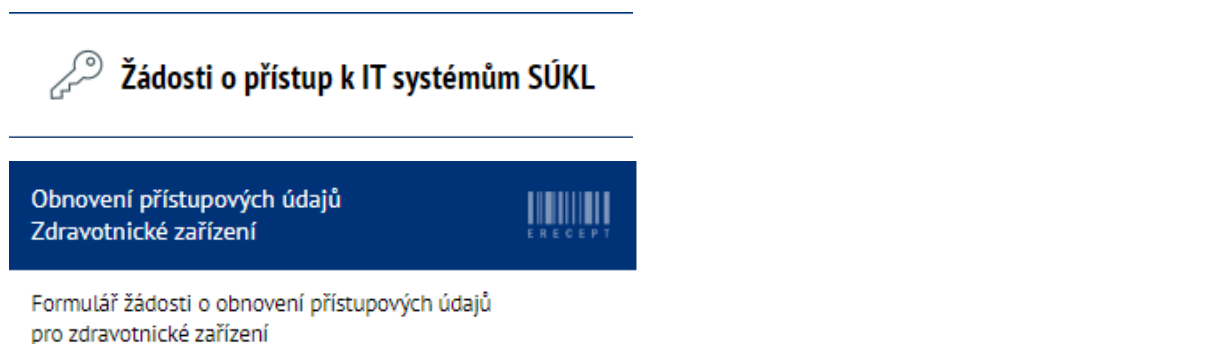 Žádosti o přístup k IT systémům SÚKL
Obnovení přístupových údajů
Zdravotnické zařízení
ERECEPT
Formulář žádosti o obnovení přístupových údajů
pro zdravotnické zařízení